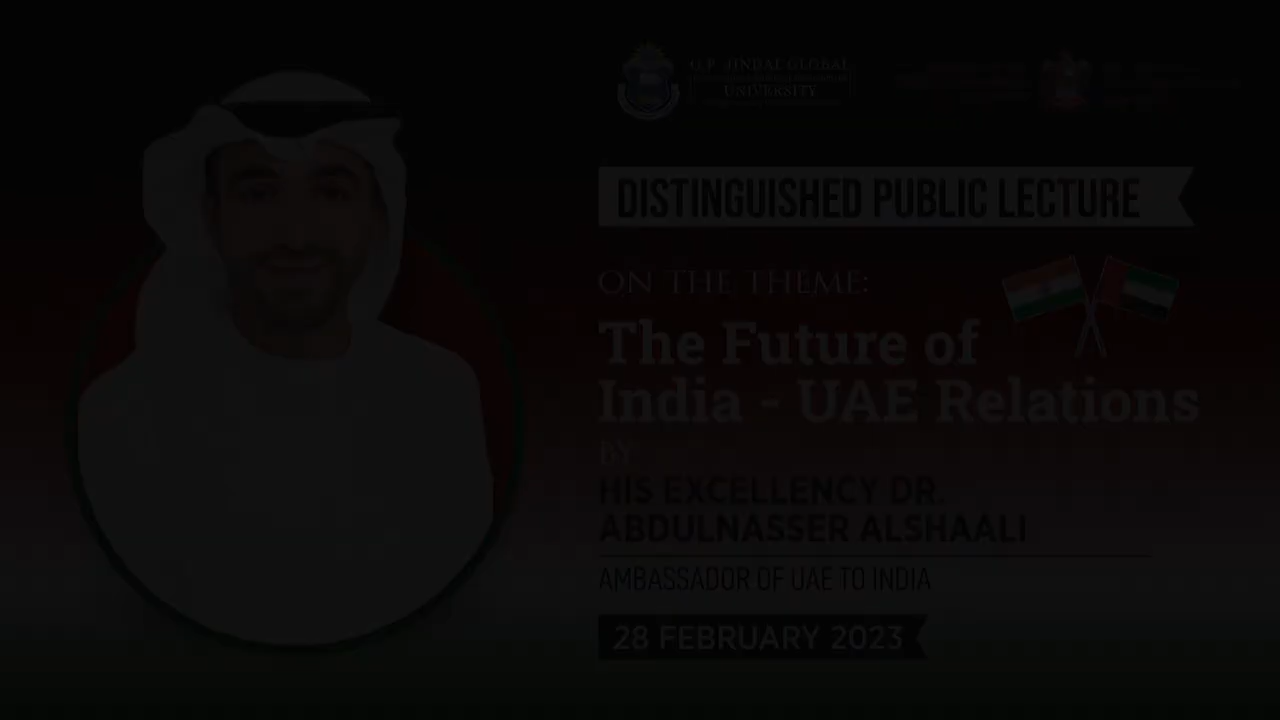 O.P. JINDAL GLOBAL
UNIVERSITY
DISTINGUISHED PUBLIC LECTURE
ON THE THEME:
The Future of
India - UAE Relations
BY
HIS EXCELLENCY DR.
ABDULNASSER ALSHAALI
AMBASSADOR OF UAE TO INDIA
28 FEBRUARY 2023